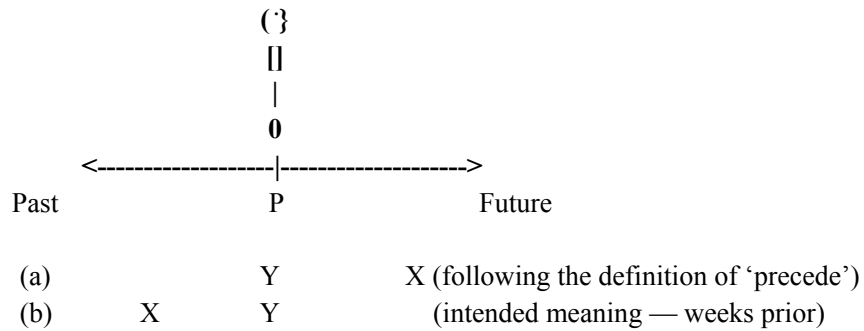 (˙}
[]
|
0
<--------------------|--------------------->
Past P Future
(a) Y X (following the definition of ‘precede’)
(b) X Y (intended meaning — weeks prior)